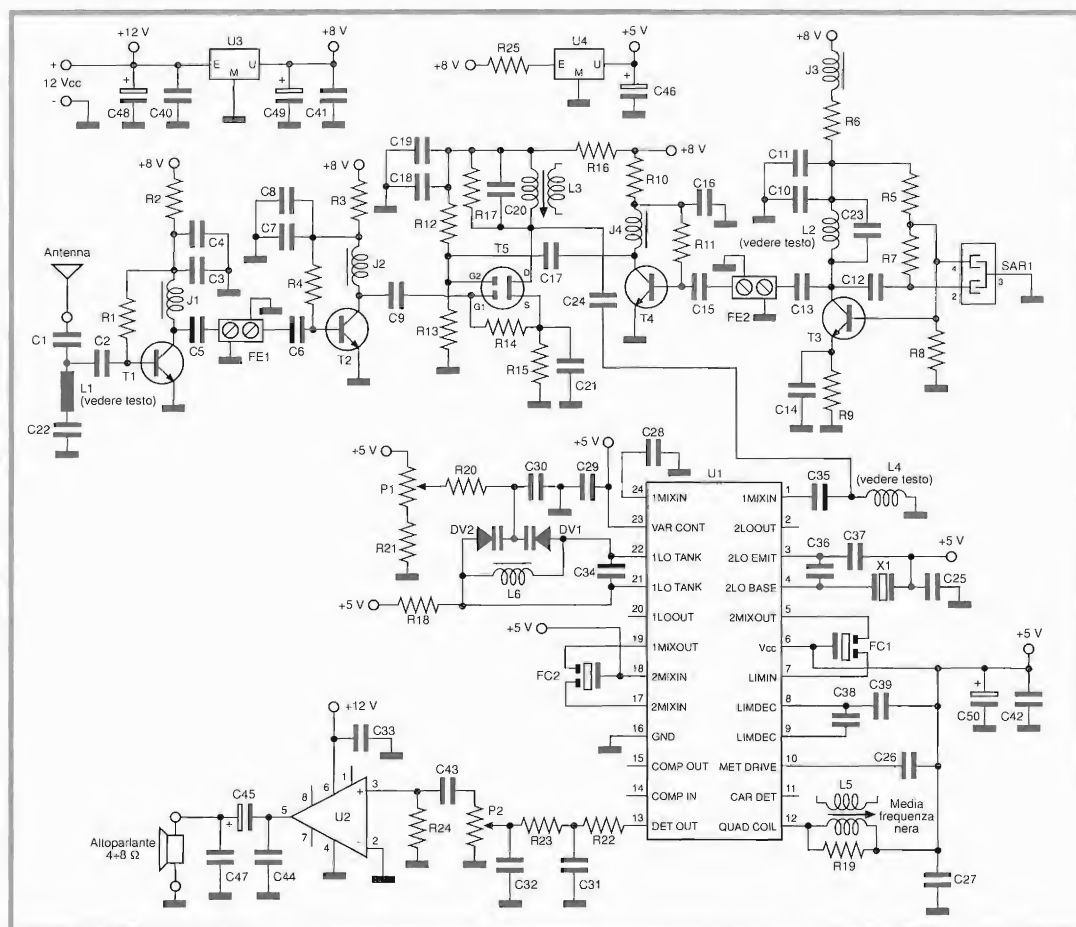 +12 V
U3
+8 V
U4
+5 V
+8 V
+
12 Vcc
-
E
M
U
+
C48
C40
+
C49
C41
+8 V
R25
E
M
U
+
C46
J3
R6
+8 V
R2
C4
C3
Antenna
R1
J1
C1
C2
T1
L1
(vedere testo)
C22
C5
FE1
C6
+8 V
C8
C7
R3
R4
J2
T2
C9
C19
C18
R12
R17
C20
L3
R16
+8 V
R10
C16
J4
R11
T5
G2
D
G1
S
C17
R13
R14
R15
C21
C24
T4
C15
FE2
C13
C11
C10
L2
(vedere testo)
C23
R5
R7
C12
4
2
3
SAR1
T3
R8
C14
R9
+5 V
P1
R20
R21
C30
C29
+5 V
C28
DV2
DV1
L6
C34
+5 V
R18
+5 V
FC2
U1
24
1MIXIN
23
VAR CONT
22
1LO TANK
21
1LO TANK
20
1LOOUT
19
1MIXOUT
18
2MIXIN
17
2MIXIN
16
GND
15
COMP OUT
14
COMP IN
13
DET OUT
1MIXIN
1
2LOOUT
2
2LO EMIT
3
2LO BASE
4
2MIXOUT
5
Vcc
6
LIMIN
7
LIMDEC
8
LIMDEC
9
MET DRIVE
10
CAR DET
11
QUAD COIL
12
C35
L4
(vedere testo)
C36
C37
+5 V
X1
C25
FC1
+5 V
C38
C39
+
C50
C42
C26
L5
Media
frequenza
nera
R19
C27
+12 V
C33
1
6
8
5
7
4
3
+
2
-
U2
C45
+
C47
C44
Altoparlante
4÷8 Ω
C43
R24
P2
R23
R22
C32
C31